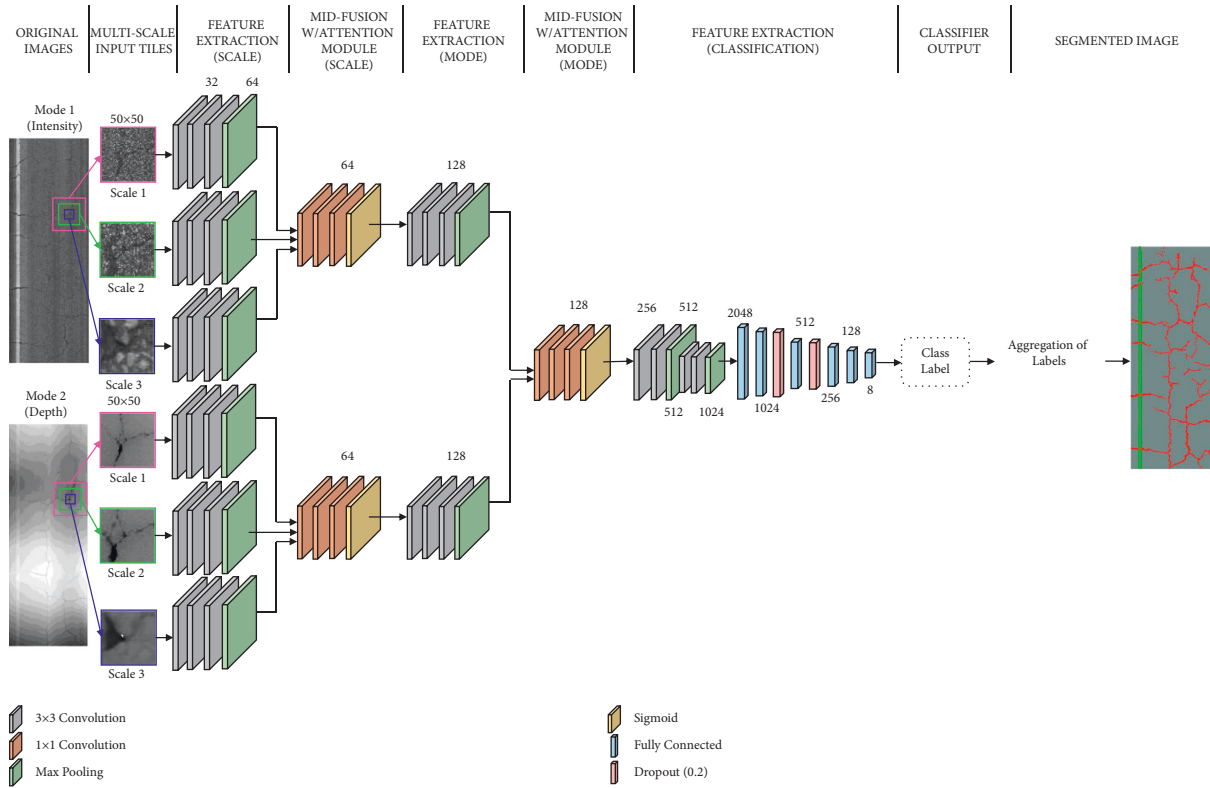 ORIGINAL
IMAGES
MULTI-SCALE
INPUT TILES
FEATURE
EXTRACTION
(SCALE)
MID-FUSION
W/ATTENTION
MODULE
(SCALE)
FEATURE
EXTRACTION
(MODE)
MID-FUSION
W/ATTENTION
MODULE
(MODE)
FEATURE EXTRACTION
(CLASSIFICATION)
CLASSIFIER
OUTPUT
SEGMENTED IMAGE
Mode 1
(Intensity)
50×50
Scale 1
Scale 2
Scale 3
32
64
64
128
Mode 2
(Depth)
50×50
Scale 1
Scale 2
Scale 3
64
128
128
256
512
512
1024
2048
1024
512
256
128
8
Class
Label
Aggregation of
Labels
3×3 Convolution
1×1 Convolution
Max Pooling
Sigmoid
Fully Connected
Dropout (0.2)